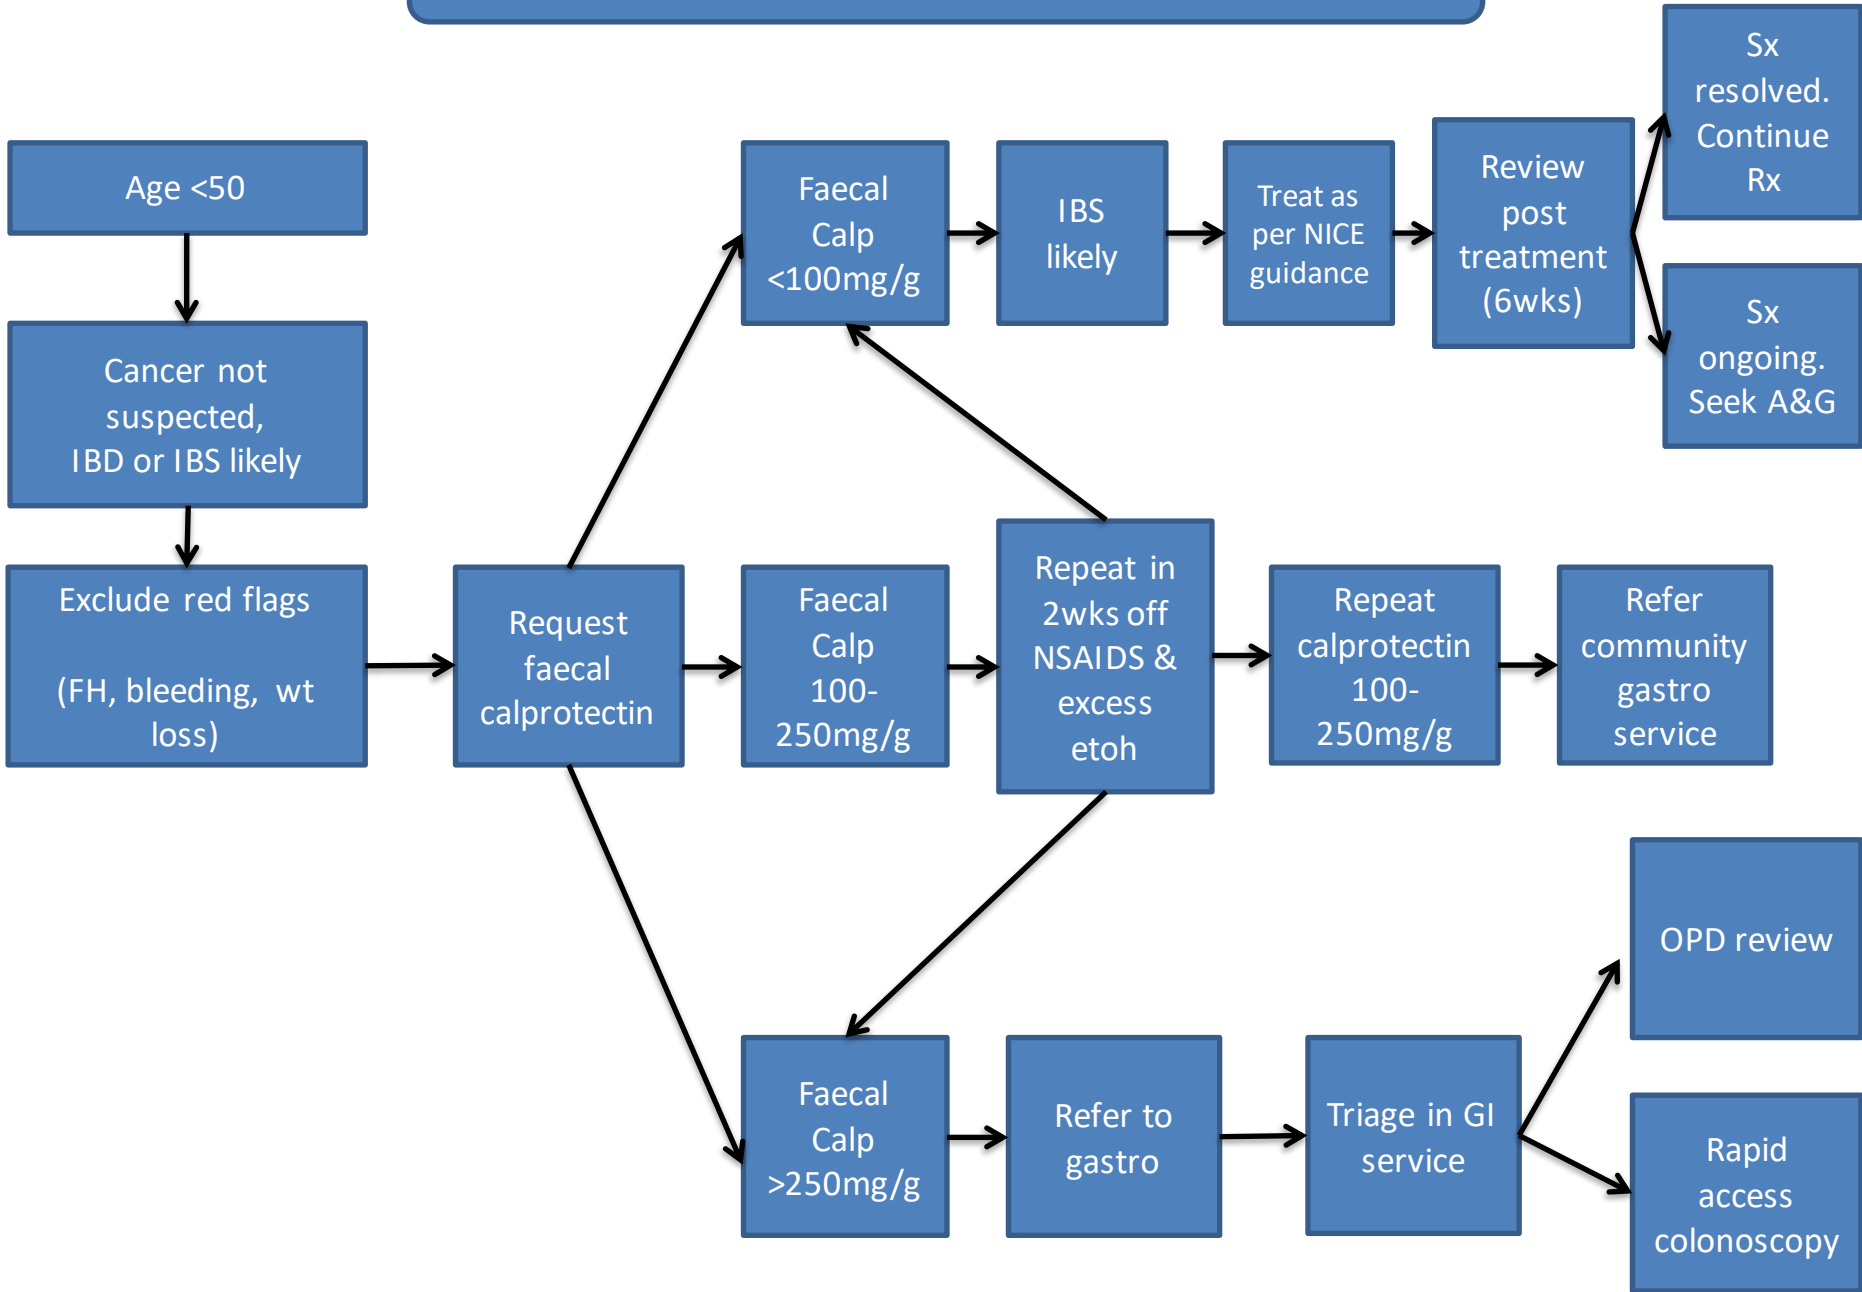 Age <50
Cancer not
suspected,
IBD or IBS likely
Exclude red flags
(FH, bleeding, wt
loss)
Request
faecal
calprotectin
Faecal
Calp
<100mg/g
IBS
likely
Treat as
per NICE
guidance
Review
post
treatment
(6wks)
Sx
resolved.
Continue
Rx
Sx
ongoing.
Seek A&G
Faecal
Calp
100-
250mg/g
Repeat in
2wks off
NSAIDS &
excess
etoh
Repeat
calprotectin
100-
250mg/g
Refer
community
gastro
service
Faecal
Calp
>250mg/g
Refer to
gastro
Triage in GI
service
OPD review
Rapid
access
colonoscopy